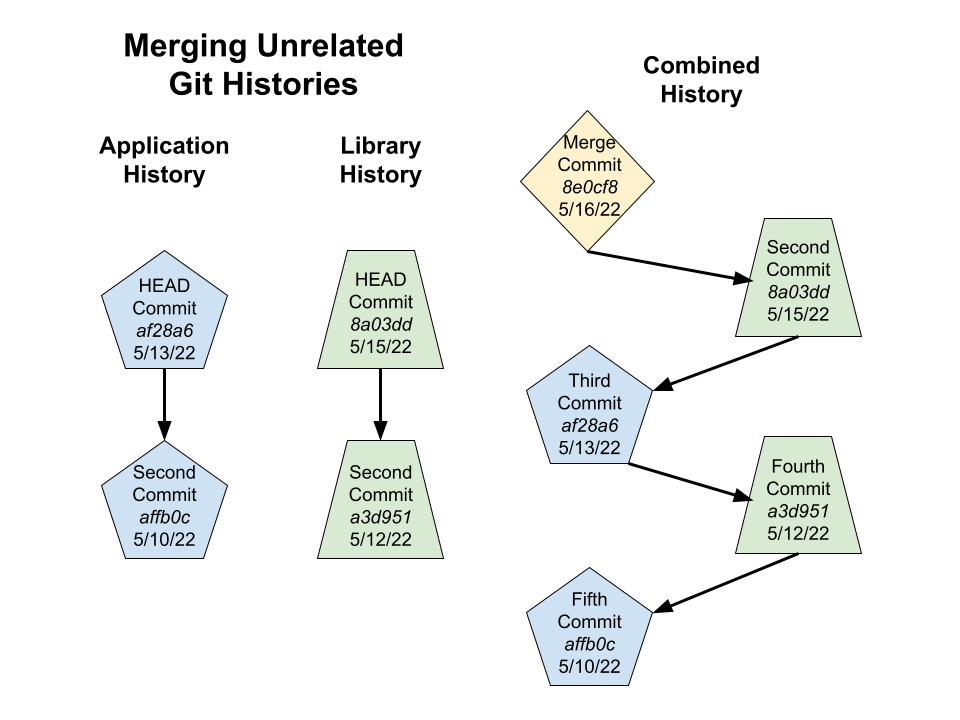 Merging Unrelated
Git Histories
Application
History
Library
History
HEAD
Commit
af28a6
5/13/22
Second
Commit
affb0c
5/10/22
HEAD
Commit
8a03dd
5/15/22
Second
Commit
a3d951
5/12/22
Combined
History
Merge
Commit
8e0cf8
5/16/22
Second
Commit
8a03dd
5/15/22
Third
Commit
af28a6
5/13/22
Fourth
Commit
a3d951
5/12/22
Fifth
Commit
affb0c
5/10/22